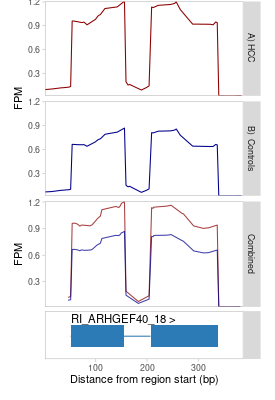 1.2
0.9
0.6
0.3
FPM
A) HCC
1.2
0.9
0.6
0.3
B) Controls
1.2
0.9
0.6
0.3
FPM
Combined
RI_ARHGEF40_18 >
100 200 300
Distance from region start (bp)